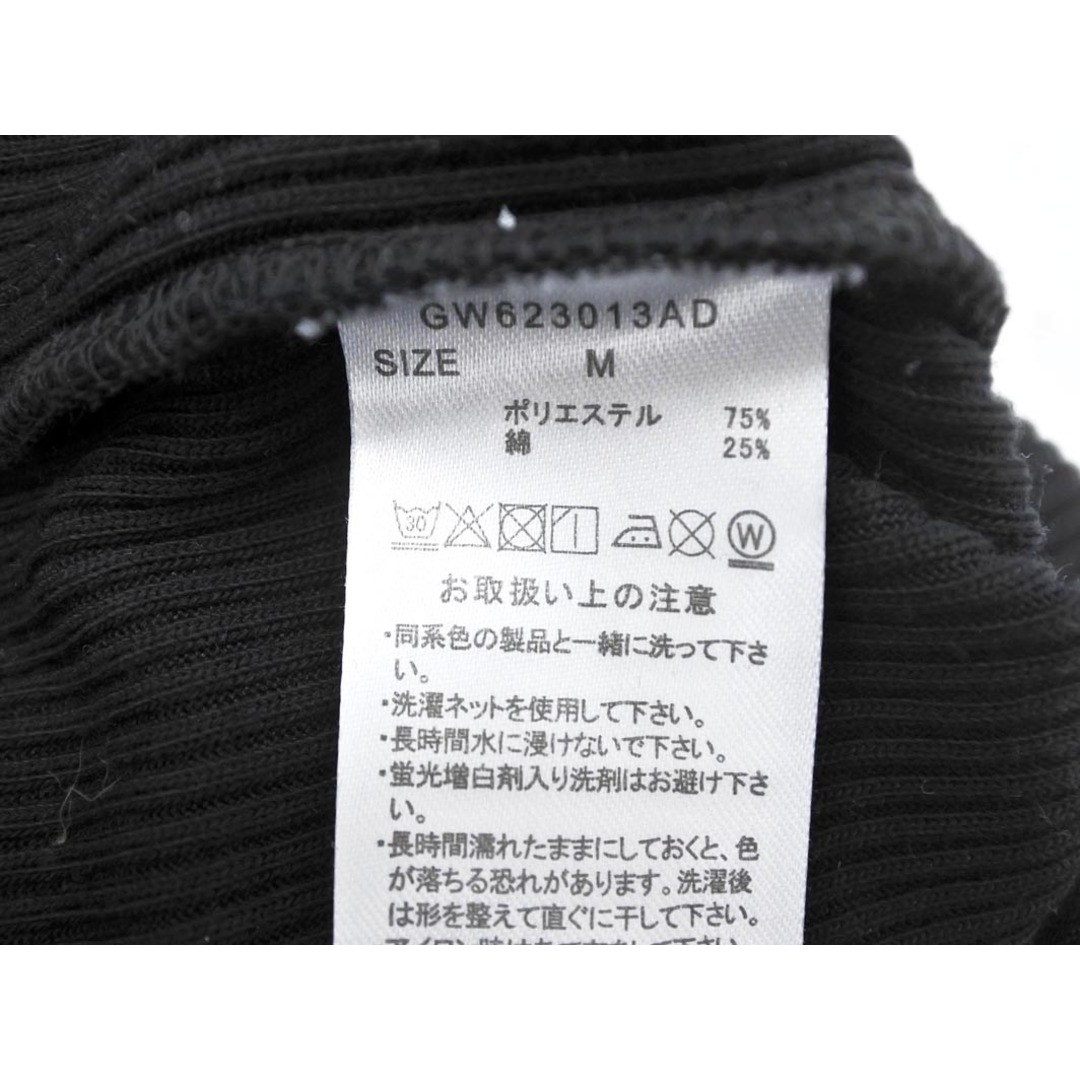 GW623013AD
SIZE M
ポリエステル 75%
綿 25%
30 W
お取扱い上の注意
・同系色の製品と一緒に洗って下さ
い。
・洗濯ネットを使用して下さい。
・長時間水に浸けないで下さい。
・蛍光増白剤入り洗剤はお避け下さ
い。
・長時間濡れたままにしておくと、色
が落ちる恐れがあります。洗濯後
は形を整えて直ぐに干して下さい。